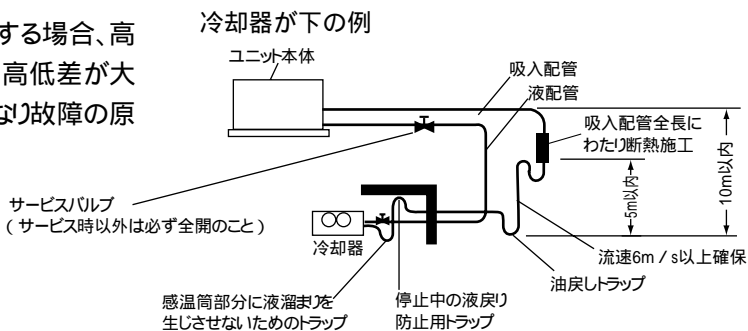 する場合、高
高低差が大
なり故障の原
冷却器が下の例
ユニット本体
吸入配管
液配管
吸入配管全長に
わたり断熱施工
10m以内
5m以内
サービスバルブ
(サービス時以外は必ず全開のこと)
冷却器
流速6m/s以上確保
油戻しトラップ
感温筒部分に液溜まりを
生じさせないためのトラップ
停止中の液戻り
防止用トラップ